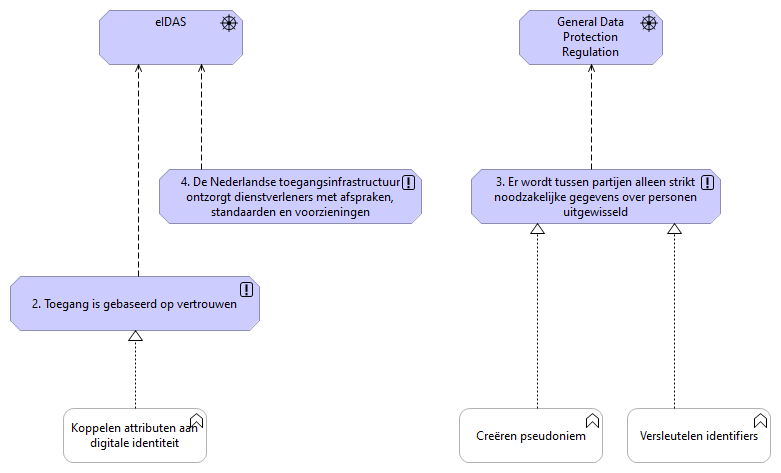 eIDAS
General Data
Protection
Regulation
4. De Nederlandse toegangsinfrastructuur
ontzorgt dienstverleners met afspraken,
standaarden en voorzieningen
3. Er wordt tussen partijen alleen strikt
noodzakelijke gegevens over personen
uitgewisseld
2. Toegang is gebaseerd op vertrouwen
Koppelen attributen aan
digitale identiteit
Creëren pseudoniem
Versleutelen identifiers